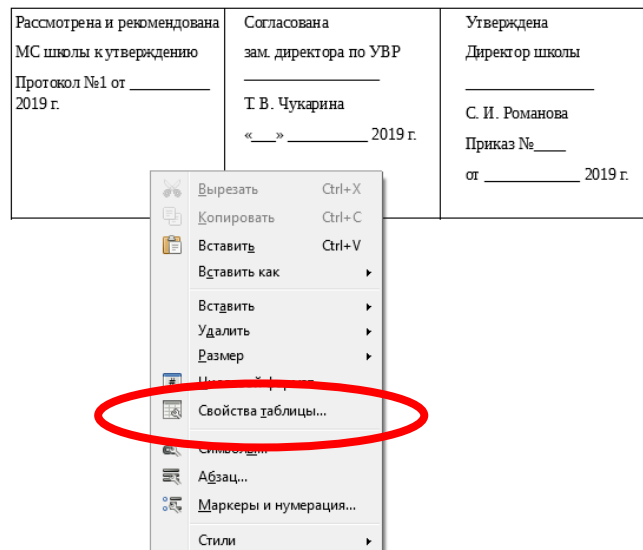 Рассмотрена и рекомендована
МС школы к утверждению
Протокол №1 от __________
2019 г.
Согласована
зам. директора по УВР
_________________
Т. В. Чукарина
«___» __________ 2019 г.
Утверждена
Директор школы
________________
С. И. Романова
Приказ №____
от ____________ 2019 г.
Вырезать Ctrl+X
Копировать Ctrl+C
Вставить Ctrl+V
Вставить как
Вставить
Удалить
Размер
Свойства таблицы...
Абзац...
Маркеры и нумерация...
Стили